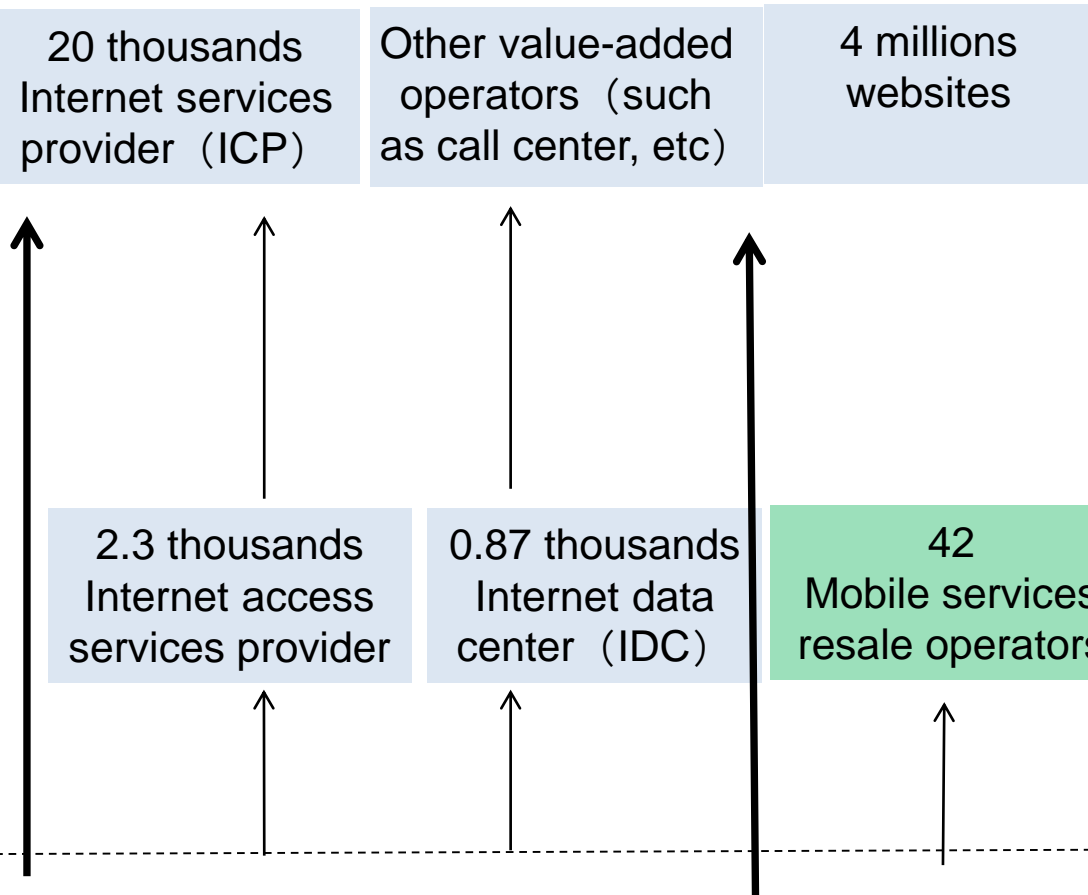 20 thousands
Internet services
provider（ICP）
Other value-added
operators（such
as call center, etc）
4 millions
websites
2.3 thousands
Internet access
services provider
0.87 thousands
Internet data
center（IDC）
42
Mobile services
resale operators